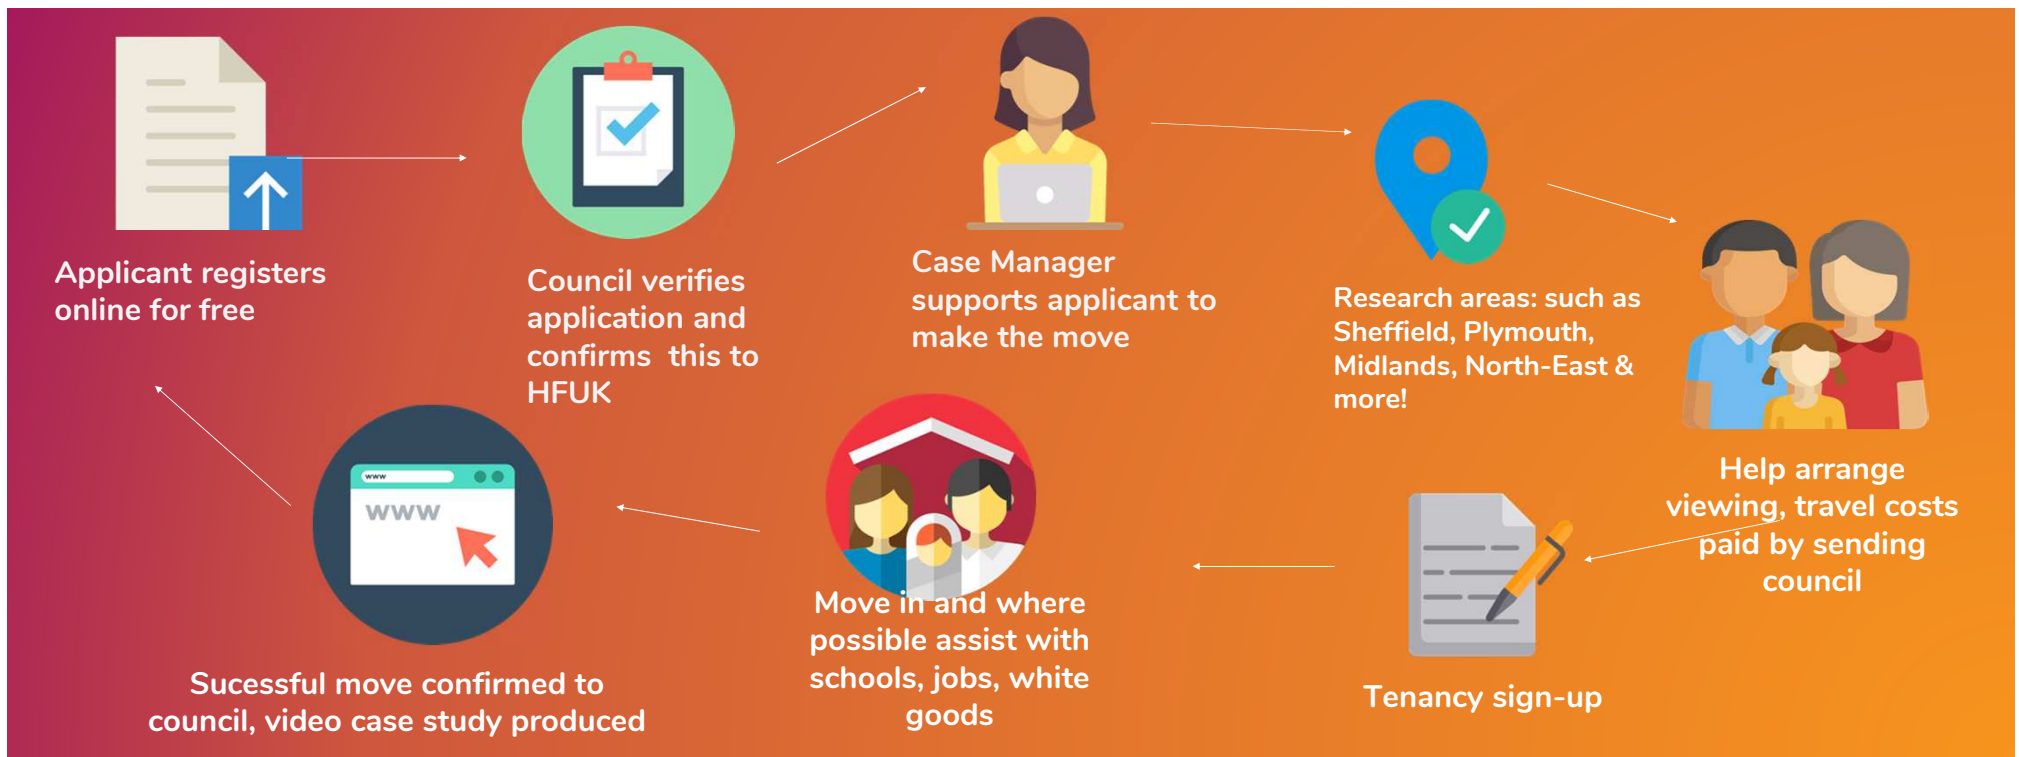 Applicant registers
online for free
Council verifies
application and
confirms  this to
HFUK
Case Manager
supports applicant to
make the move
Research areas: such as
Sheffield, Plymouth,
Midlands, North-East &
more!
Help arrange
viewing, travel costs
paid by sending
council
Tenancy sign-up
Move in and where
possible assist with
schools, jobs, white
goods
www
www
Sucessful move confirmed to
council, video case study produced